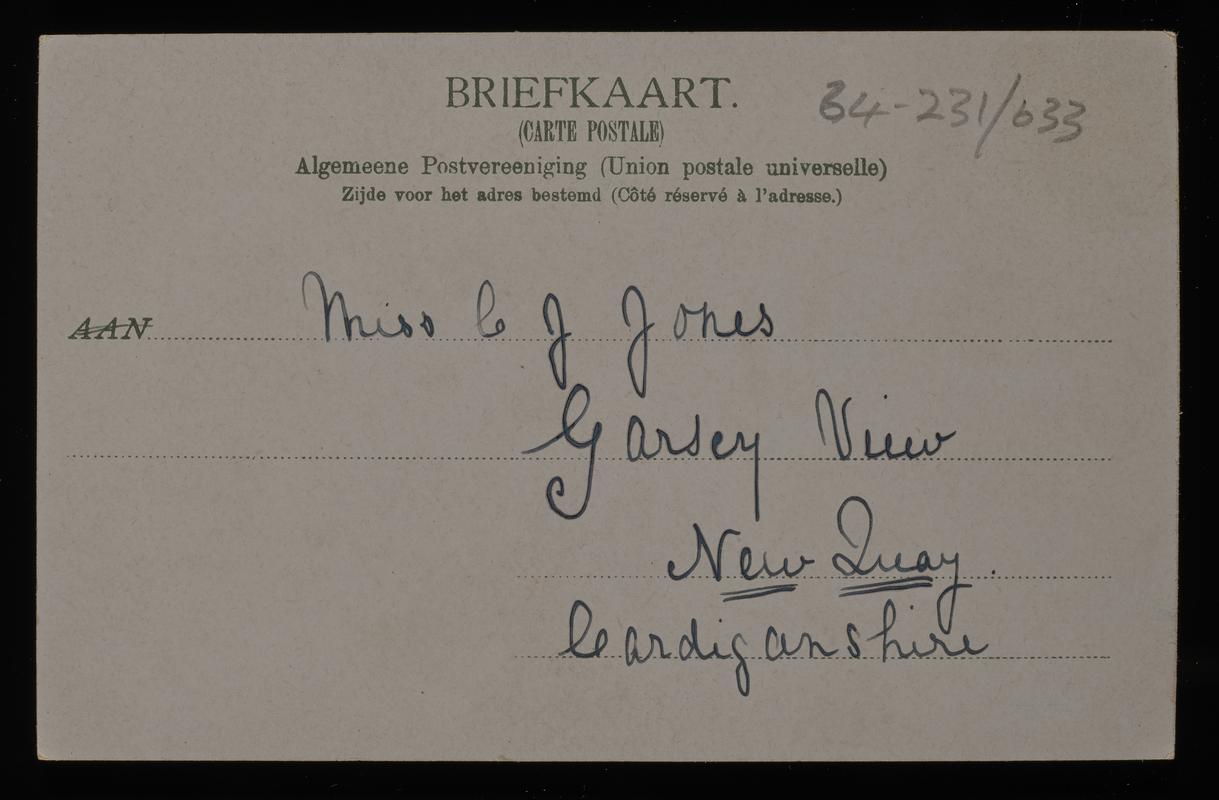 BRIEFKAART.
64-231/633
(CARTE POSTALE)
Algemeene Postvereeniging (Union postale universelle)
Zijde voor het adres bestemd (Côté réservé à l'adresse.)
AAN Miss C J Jones
Garsey View
New Quay.
Cardiganshire